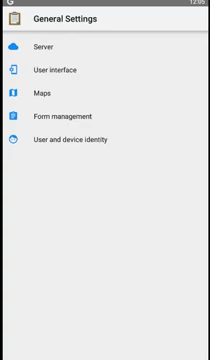 G 12:05
General Settings
Server
User interface
Maps
Form management
User and device identity